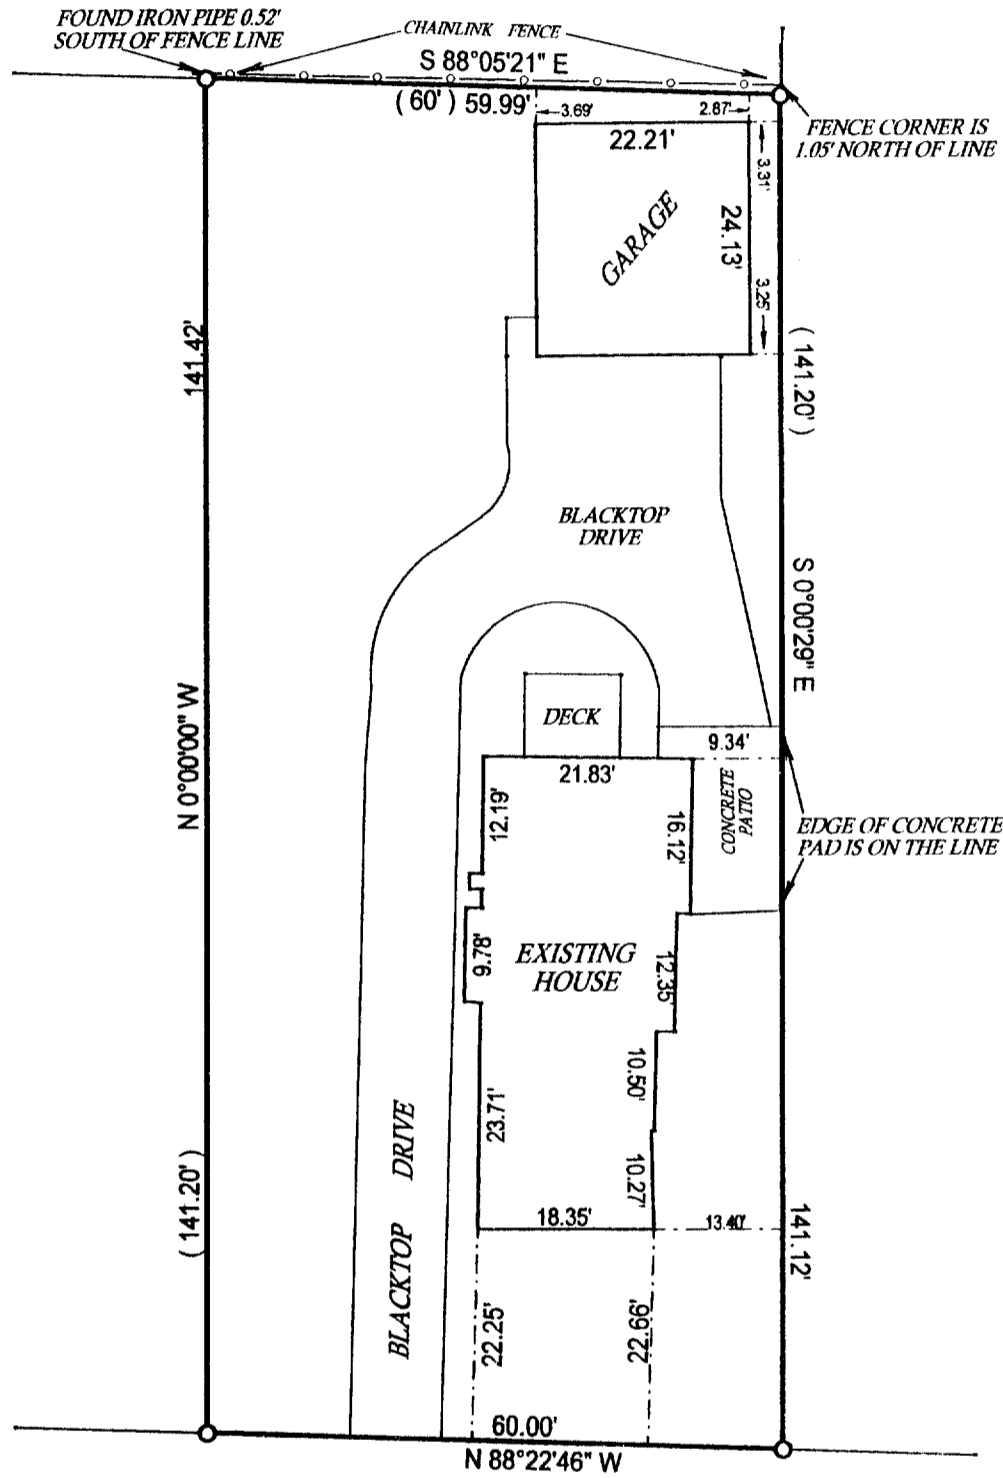 FOUND IRON PIPE 0.52'
SOUTH OF FENCE LINE
CHAINLINK FENCE
S 88°05'21" E
( 60' ) 59.99'
3.69'
2.87'
FENCE CORNER IS
1.05' NORTH OF LINE
22.21'
3.31'
24.13'
GARAGE
3.25'
141.42'
( 141.20' )
BLACKTOP
DRIVE
S 0°00'29" E
N 0°00'00" W
DECK
9.34'
21.83'
12.19'
16.12'
CONCRETE
PATIO
EDGE OF CONCRETE
PAD IS ON THE LINE
9.78'
EXISTING
HOUSE
12.35'
10.50'
23.71'
BLACKTOP DRIVE
10.27'
( 141.20' )
18.35'
13.40'
141.12'
22.25'
22.66'
60.00'
N 88°22'46" W